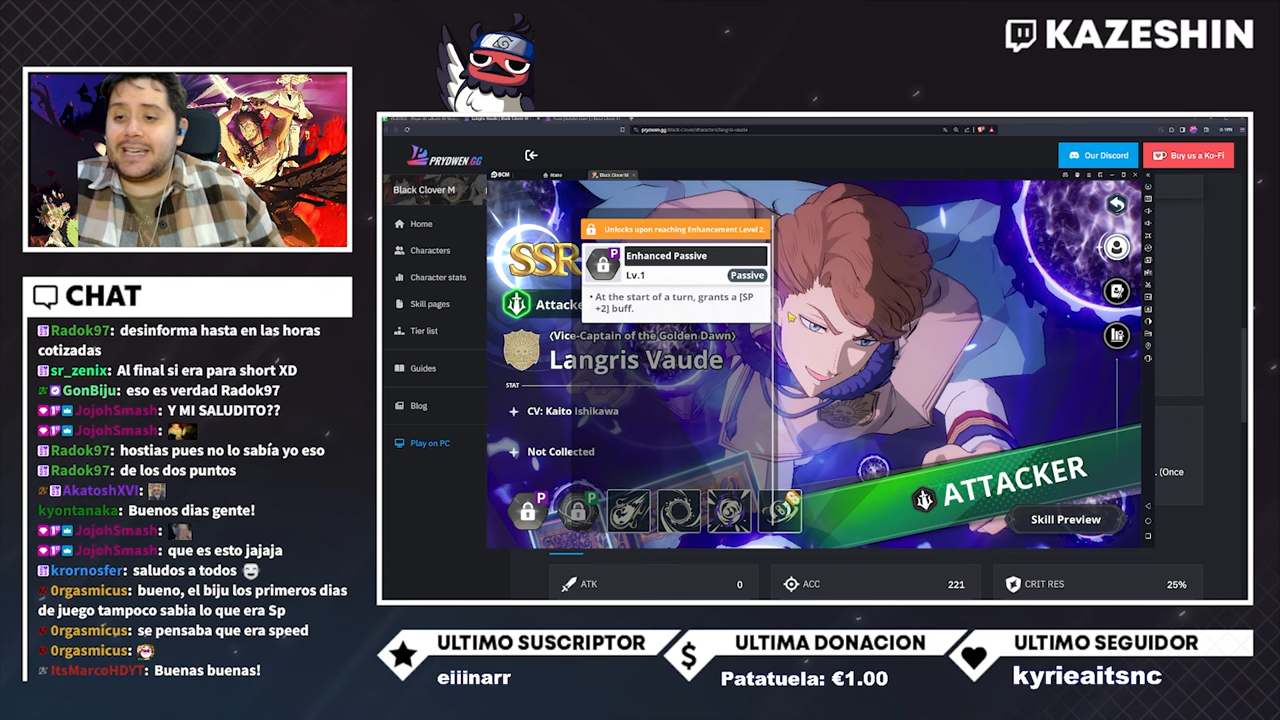 KAZESHIN
CHAT
Radok97: desinforma hasta en las horas
cotizadas
sr_zenix: Al final si era para short XD
GonBiju: eso es verdad Radok97
JojohSmash: Y MI SALUDITO??
JojohSmash:
Radok97: hostias pues no lo sabía yo eso
Radok97: de los dos puntos
AkatoshXVI:
kyontanaka: Buenos dias gente!
JojohSmash:
JojohSmash: que es esto jajaja
krornosfer: saludos a todos
0rgasmicus: bueno, el biju los primeros dias
de juego tampoco sabia lo que era Sp
0rgasmicus: se pensaba que era speed
0rgasmicus:
ItsMarcoHDYT: Buenas buenas!
PRYDWEN.GG
Our Discord
Buy us a Ko-Fi
Black Clover M
Home
Characters
Character stats
Skill pages
Tier list
Guides
Blog
Play on PC
BCM
Home
Black Clover M
SSR
Unlocks upon reaching Enhancement Level 2.
P
Enhanced Passive
Lv.1
Passive
• At the start of a turn, grants a [SP
+2] buff.
Attacke
(Vice-Captain of the Golden Dawn)
Langris Vaude
STAT
CV: Kaito Ishikawa
Not Collected
P
P
ATTACKER
Skill Preview
. (Once
ATK 0
ACC 221
CRIT RES 25%
ULTIMO SUSCRIPTOR
eiiinarr
ULTIMA DONACION
Patatuela: €1.00
ULTIMO SEGUIDOR
kyrieaitsnc